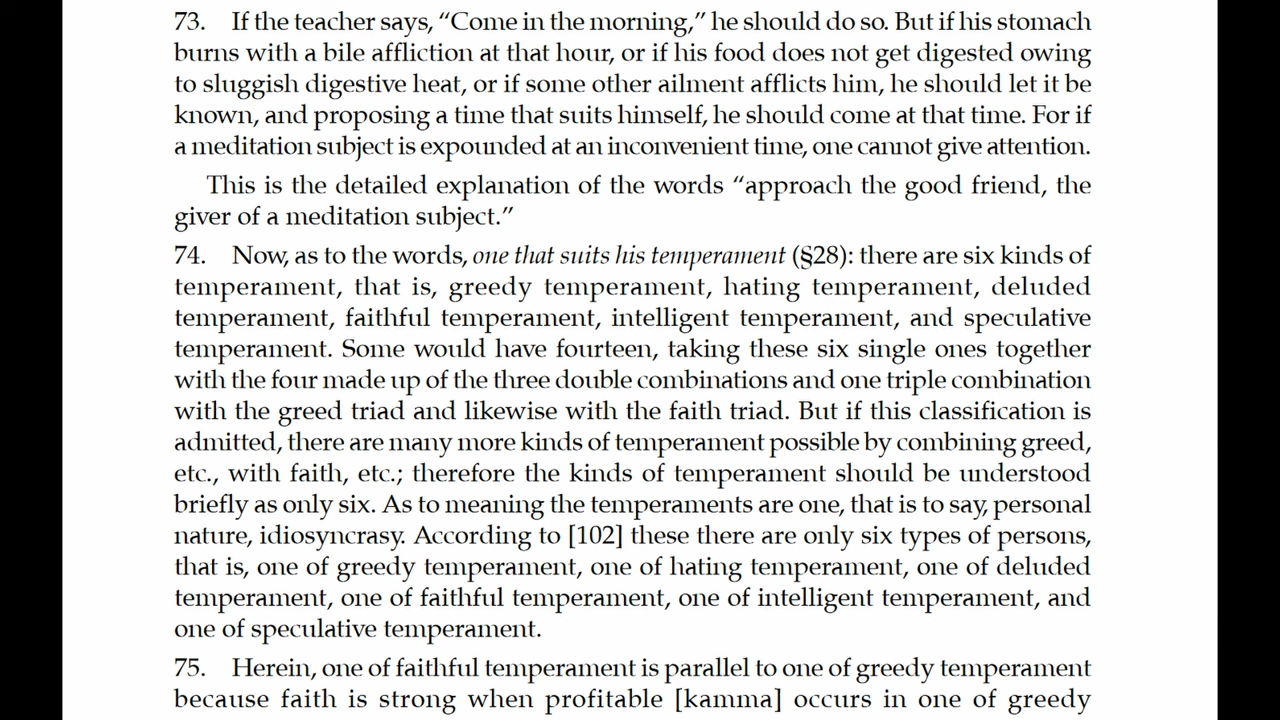 73. If the teacher says, “Come in the morning,” he should do so. But if his stomach
burns with a bile affliction at that hour, or if his food does not get digested owing
to sluggish digestive heat, or if some other ailment afflicts him, he should let it be
known, and proposing a time that suits himself, he should come at that time. For if
a meditation subject is expounded at an inconvenient time, one cannot give attention.
This is the detailed explanation of the words “approach the good friend, the
giver of a meditation subject.”
74. Now, as to the words, one that suits his temperament (§28): there are six kinds of
temperament, that is, greedy temperament, hating temperament, deluded
temperament, faithful temperament, intelligent temperament, and speculative
temperament. Some would have fourteen, taking these six single ones together
with the four made up of the three double combinations and one triple combination
with the greed triad and likewise with the faith triad. But if this classification is
admitted, there are many more kinds of temperament possible by combining greed,
etc., with faith, etc.; therefore the kinds of temperament should be understood
briefly as only six. As to meaning the temperaments are one, that is to say, personal
nature, idiosyncrasy. According to [102] these there are only six types of persons,
that is, one of greedy temperament, one of hating temperament, one of deluded
temperament, one of faithful temperament, one of intelligent temperament, and
one of speculative temperament.
75. Herein, one of faithful temperament is parallel to one of greedy temperament
because faith is strong when profitable [kamma] occurs in one of greedy